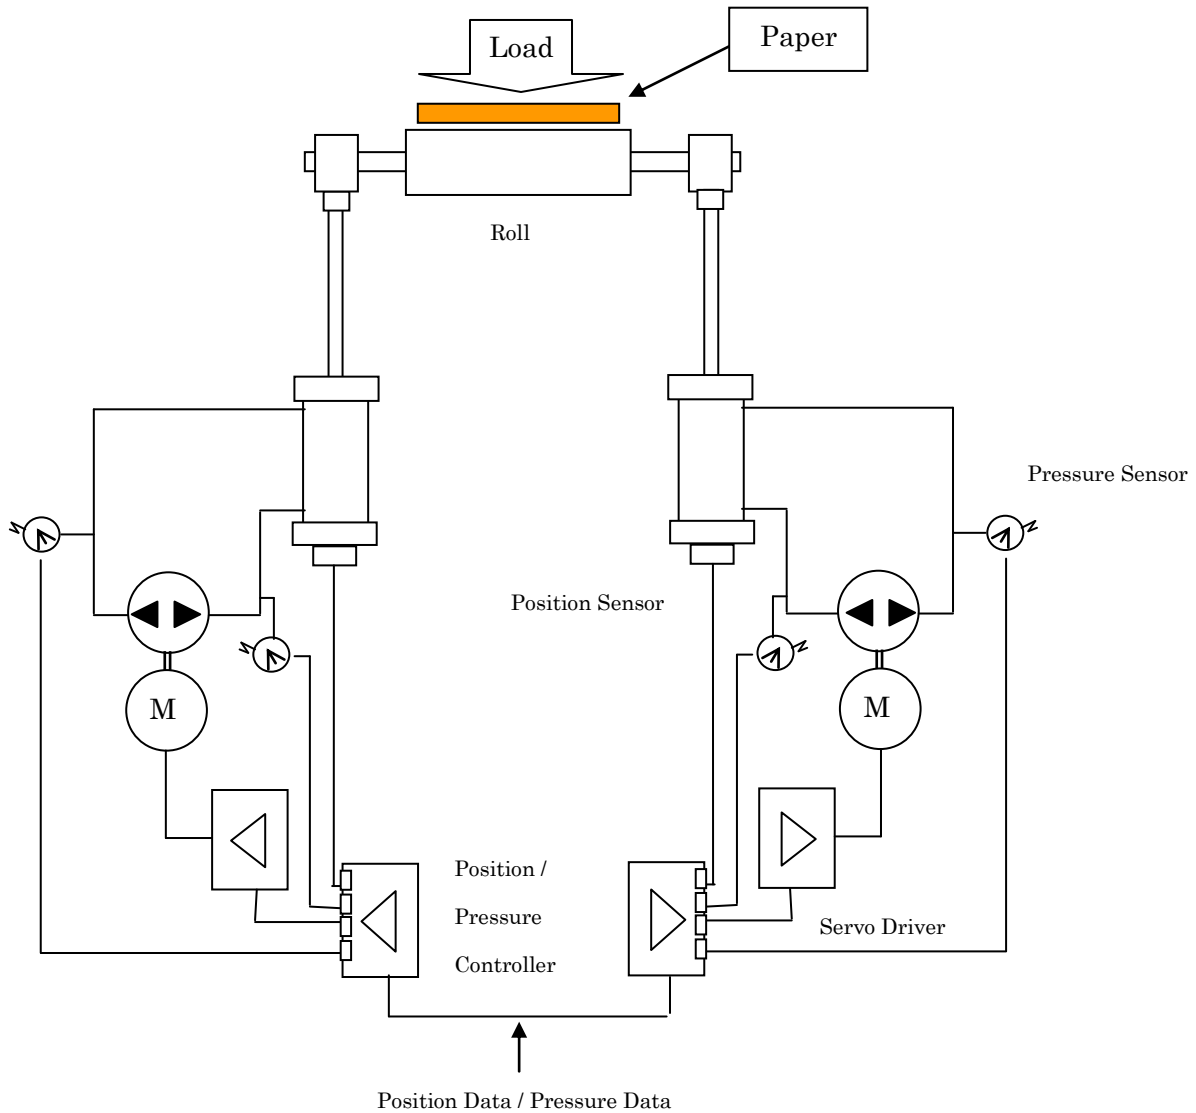 Load
Paper
Roll
Pressure Sensor
Position Sensor
M
M
Position /
Pressure
Controller
Servo Driver
Position Data / Pressure Data